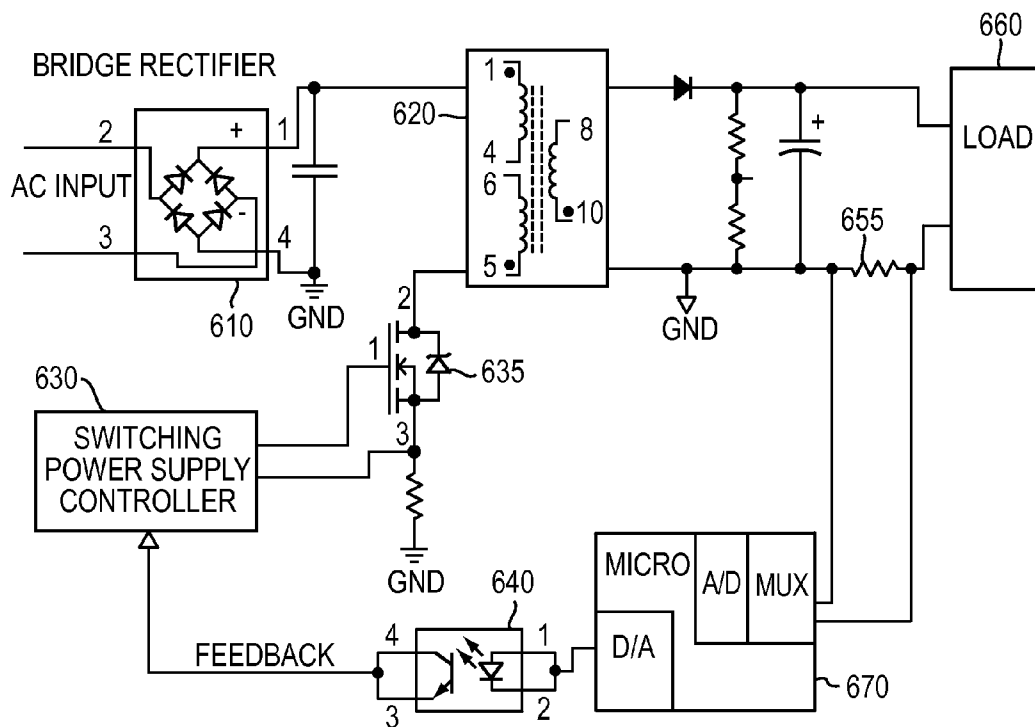 660
BRIDGE RECTIFIER
620
1
4
6
5
8
10
+
LOAD
2
+
1
AC INPUT
-
3
4
655
610
GND
2
GND
1
635
630
3
SWITCHING
POWER SUPPLY
CONTROLLER
GND
MICRO
A/D
MUX
640
4
1
D/A
FEEDBACK
3
2
670